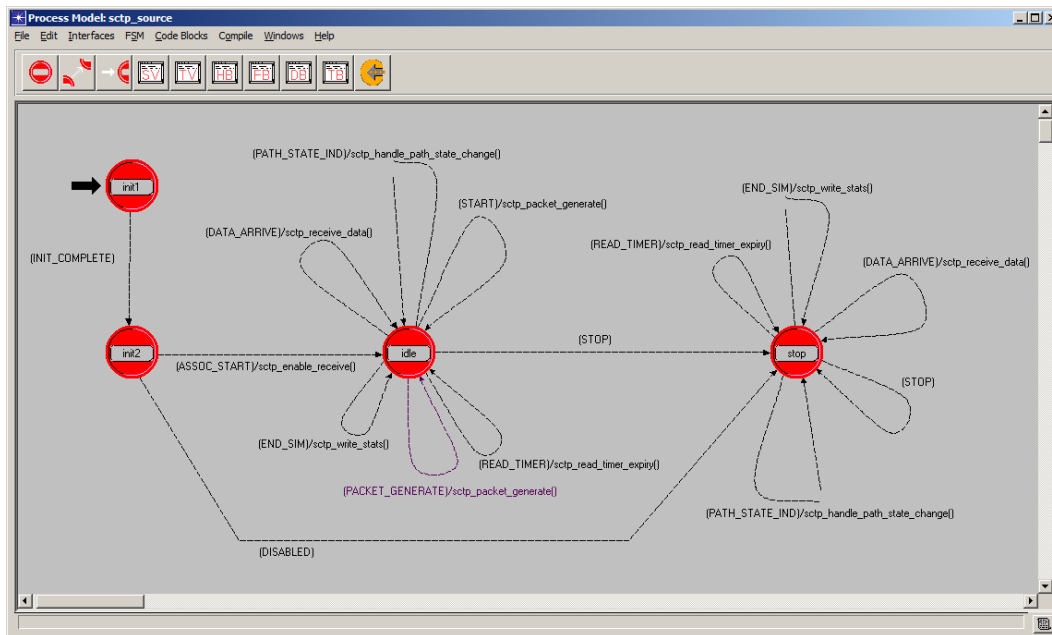 Process Model: sctp_source
File Edit Interfaces FSM Code Blocks Compile Windows Help
SV TV HB FB DB TB
(PATH_STATE_IND)/sctp_handle_path_state_change()
init1
(END_SIM)/sctp_write_stats()
(START)/sctp_packet_generate()
(DATA_ARRIVE)/sctp_receive_data()
(READ_TIMER)/sctp_read_timer_expiry()
(INIT_COMPLETE)
(DATA_ARRIVE)/sctp_receive_data()
(STOP)
init2
idle
stop
(ASSOC_START)/sctp_enable_receive()
(STOP)
(END_SIM)/sctp_write_stats()
(READ_TIMER)/sctp_read_timer_expiy()
(PACKET_GENERATE)/sctp_packet_generate()
(PATH_STATE_IND)/sctp_handle_path_state_change()
(DISABLED)